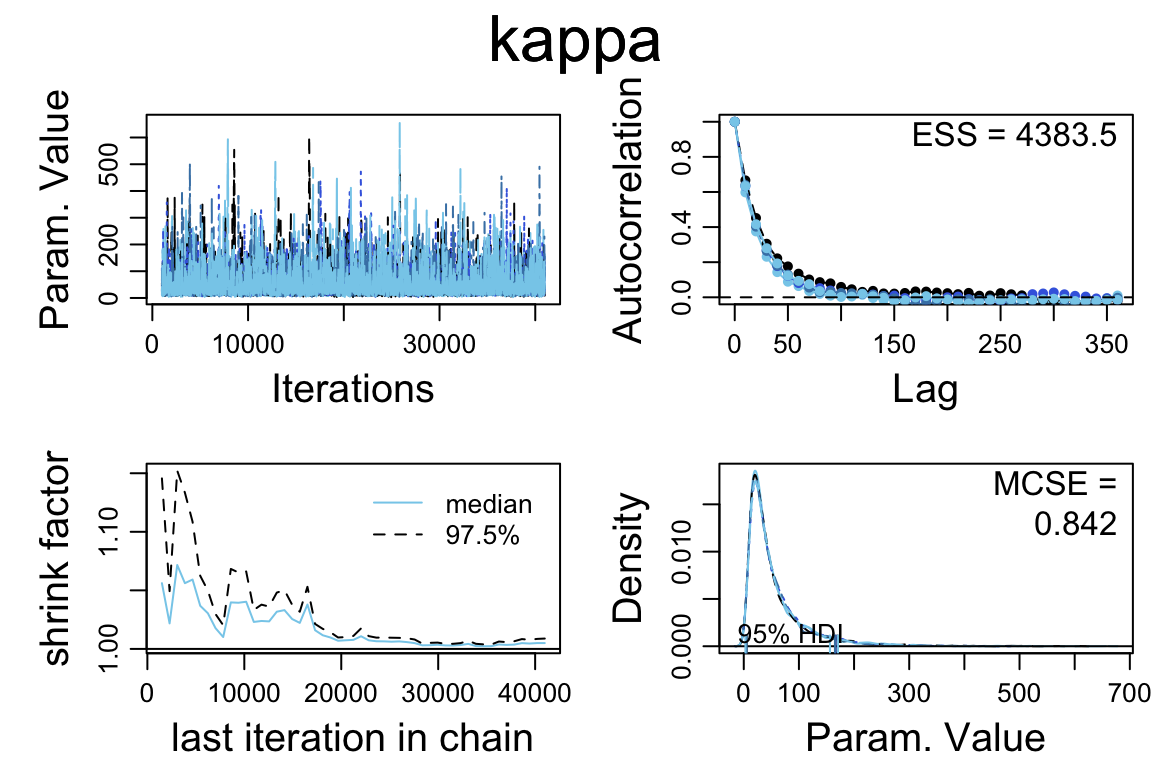 kappa
Param. Value
0 200 500
0 10000 30000
Iterations
Autocorrelation
0.0 0.4 0.8
ESS = 4383.5
0 50 150 250 350
Lag
shrink factor
1.00 1.10
median
97.5%
0 10000 20000 30000 40000
last iteration in chain
Density
0.000 0.010
MCSE =
0.842
95% HDI
0 100 300 500 700
Param. Value